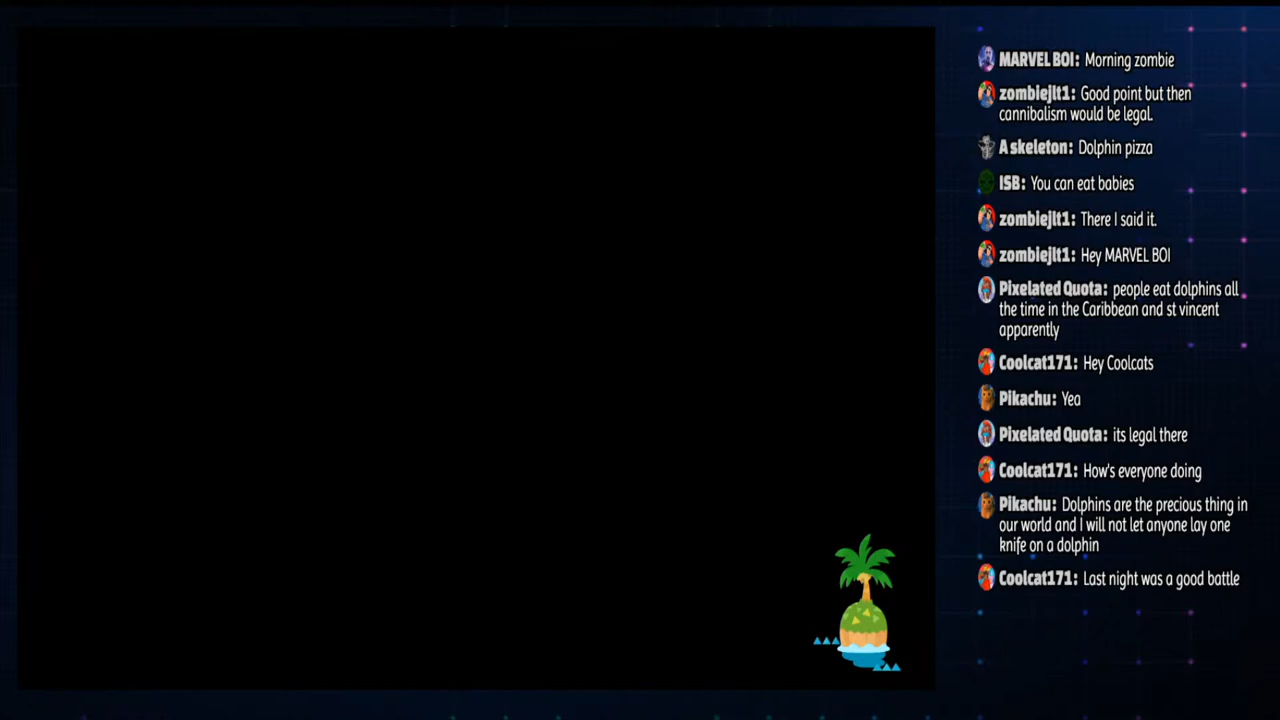 MARVEL BOI: Morning zombie
zombiejlt1: Good point but then
cannibalism would be legal.
A skeleton: Dolphin pizza
ISB: You can eat babies
zombiejlt1: There I said it.
zombiejlt1: Hey MARVEL BOI
Pixelated Quota: people eat dolphins all
the time in the Caribbean and st vincent
apparently
Coolcat171: Hey Coolcats
Pikachu: Yea
Pixelated Quota: its legal there
Coolcat171: How's everyone doing
Pikachu: Dolphins are the precious thing in
our world and I will not let anyone lay one
knife on a dolphin
Coolcat171: Last night was a good battle